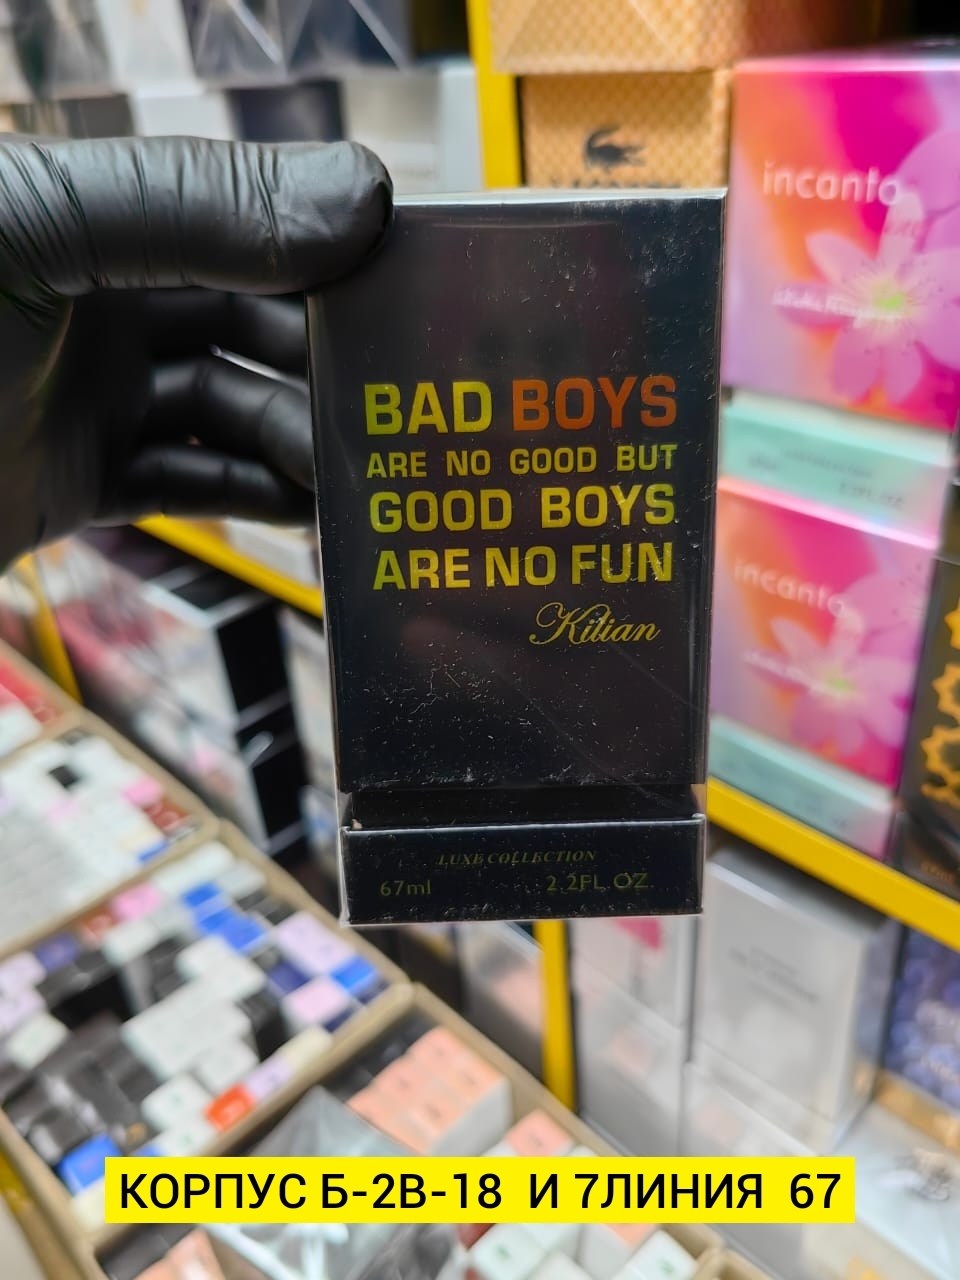 incanto
BAD BOYS
ARE NO GOOD BUT
GOOD BOYS
ARE NO FUN
Kilian
incanto
LUXE COLLECTION
67ml 2.2FL.OZ.
КОРПУС Б-2В-18 И 7ЛИНИЯ 67